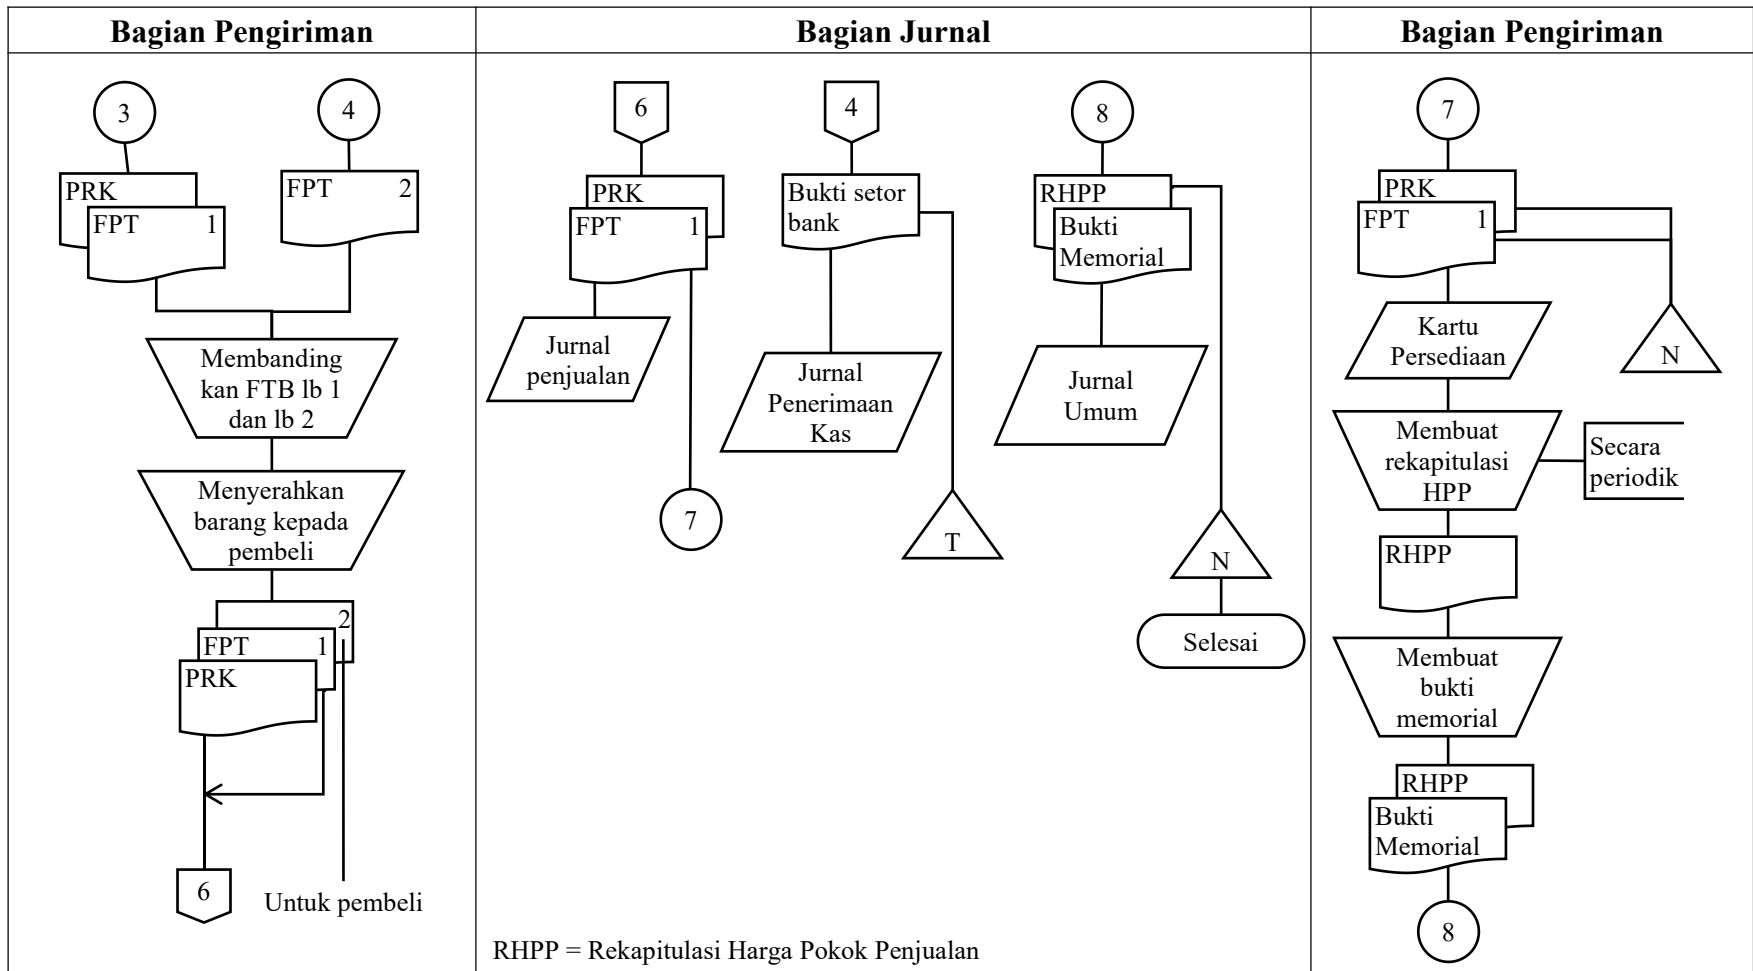 Bagian Pengiriman
Bagian Jurnal
Bagian Pengiriman
3
4
PRK
FPT 1
FPT 2
Membanding
kan FTB lb 1
dan lb 2
Menyerahkan
barang kepada
pembeli
2
FPT 1
PRK
6
Untuk pembeli
6
PRK
FPT 1
Jurnal
penjualan
7
4
Bukti setor
bank
Jurnal
Penerimaan
Kas
T
8
RHPP
Bukti
Memorial
Jurnal
Umum
N
Selesai
RHPP = Rekapitulasi Harga Pokok Penjualan
7
PRK
FPT 1
Kartu
Persediaan
N
Membuat
rekapitulasi
HPP
Secara
periodik
RHPP
Membuat
bukti
memorial
RHPP
Bukti
Memorial
8